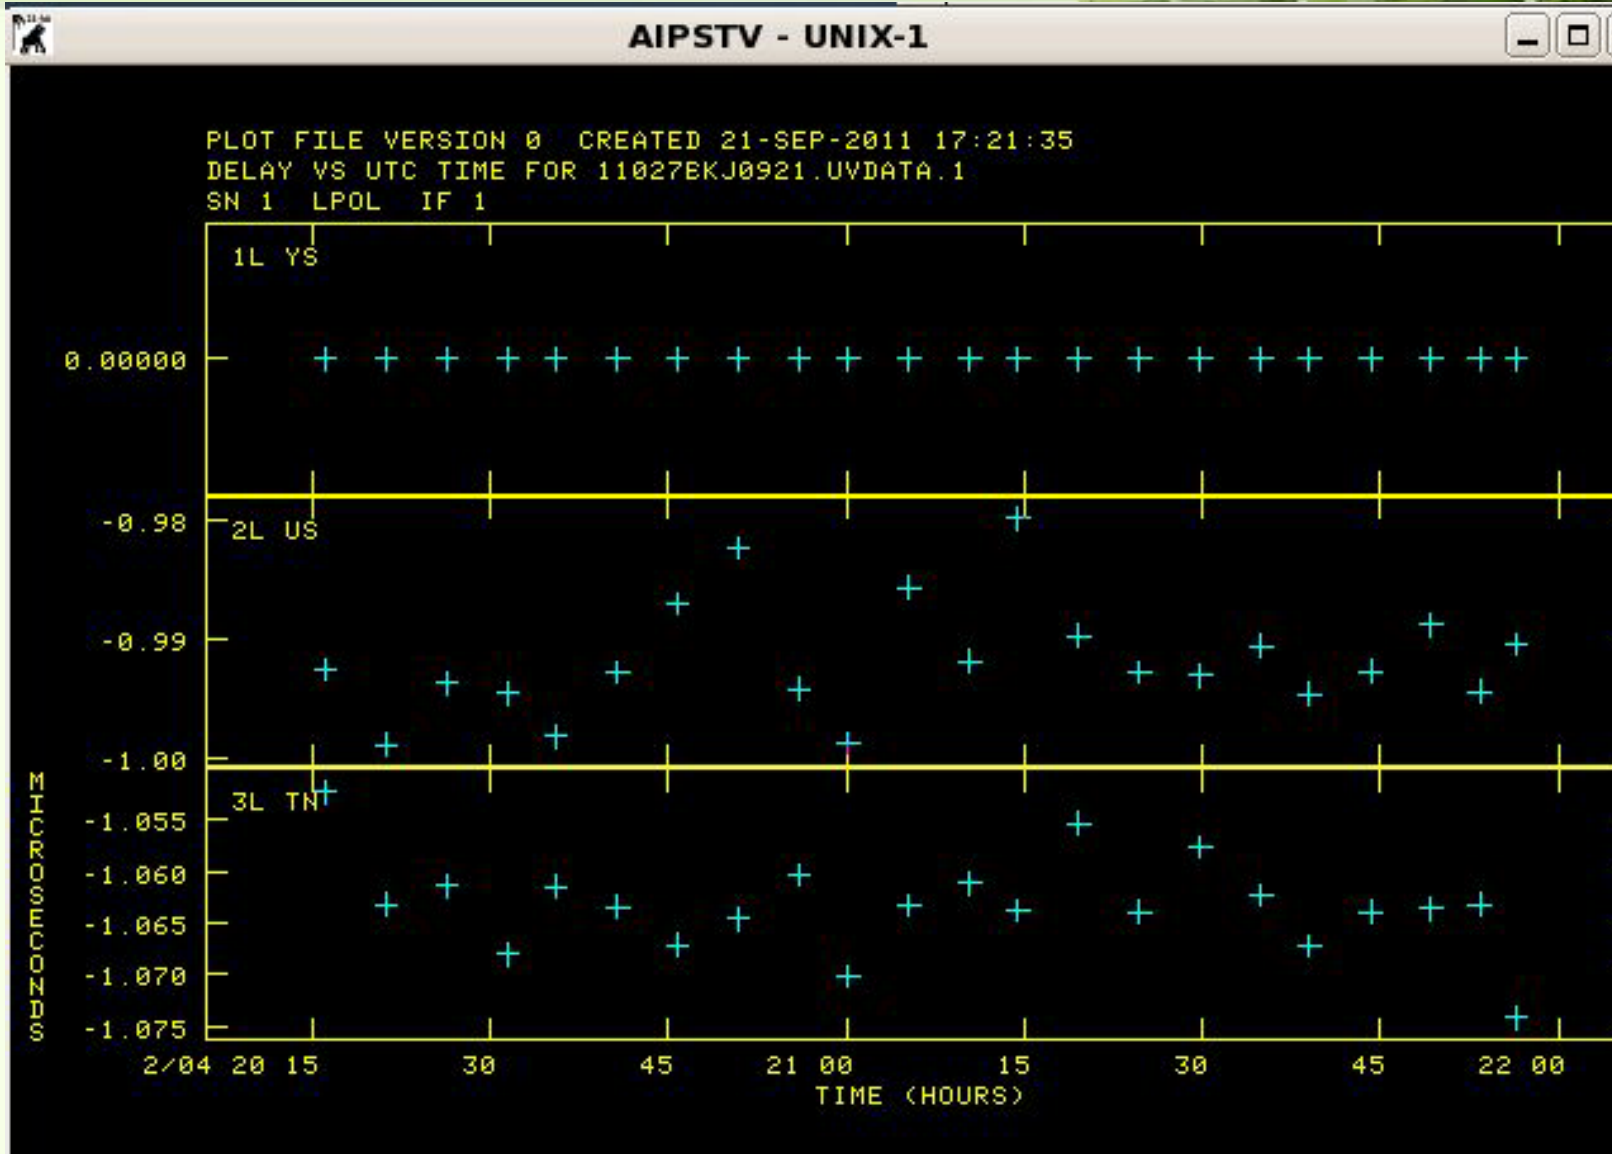 AIPSTV - UNIX-1
PLOT FILE VERSION 0 CREATED 21-SEP-2011 17:21:35
DELAY VS UTC TIME FOR 11027BKJ0921.UVDATA.1
SN 1 LPOL IF 1
1L YS
0.00000
-0.98
2L US
-0.99
-1.00
3L TN
-1.055
-1.060
-1.065
-1.070
-1.075
MICROSECONDS
2/04 20 15 30 45 21 00 15 30 45 22 00
TIME (HOURS)